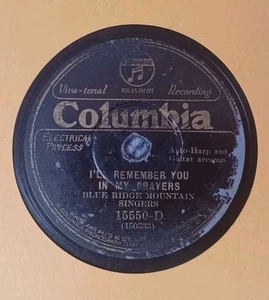 Viva-tonal Recording
Columbia
ELECTRICAL
PROCESS
Auto-Harp and
Guitar accomp.
I'LL REMEMBER YOU
IN MY PRAYERS
BLUE RIDGE MOUNTAIN
SINGERS
15550-D